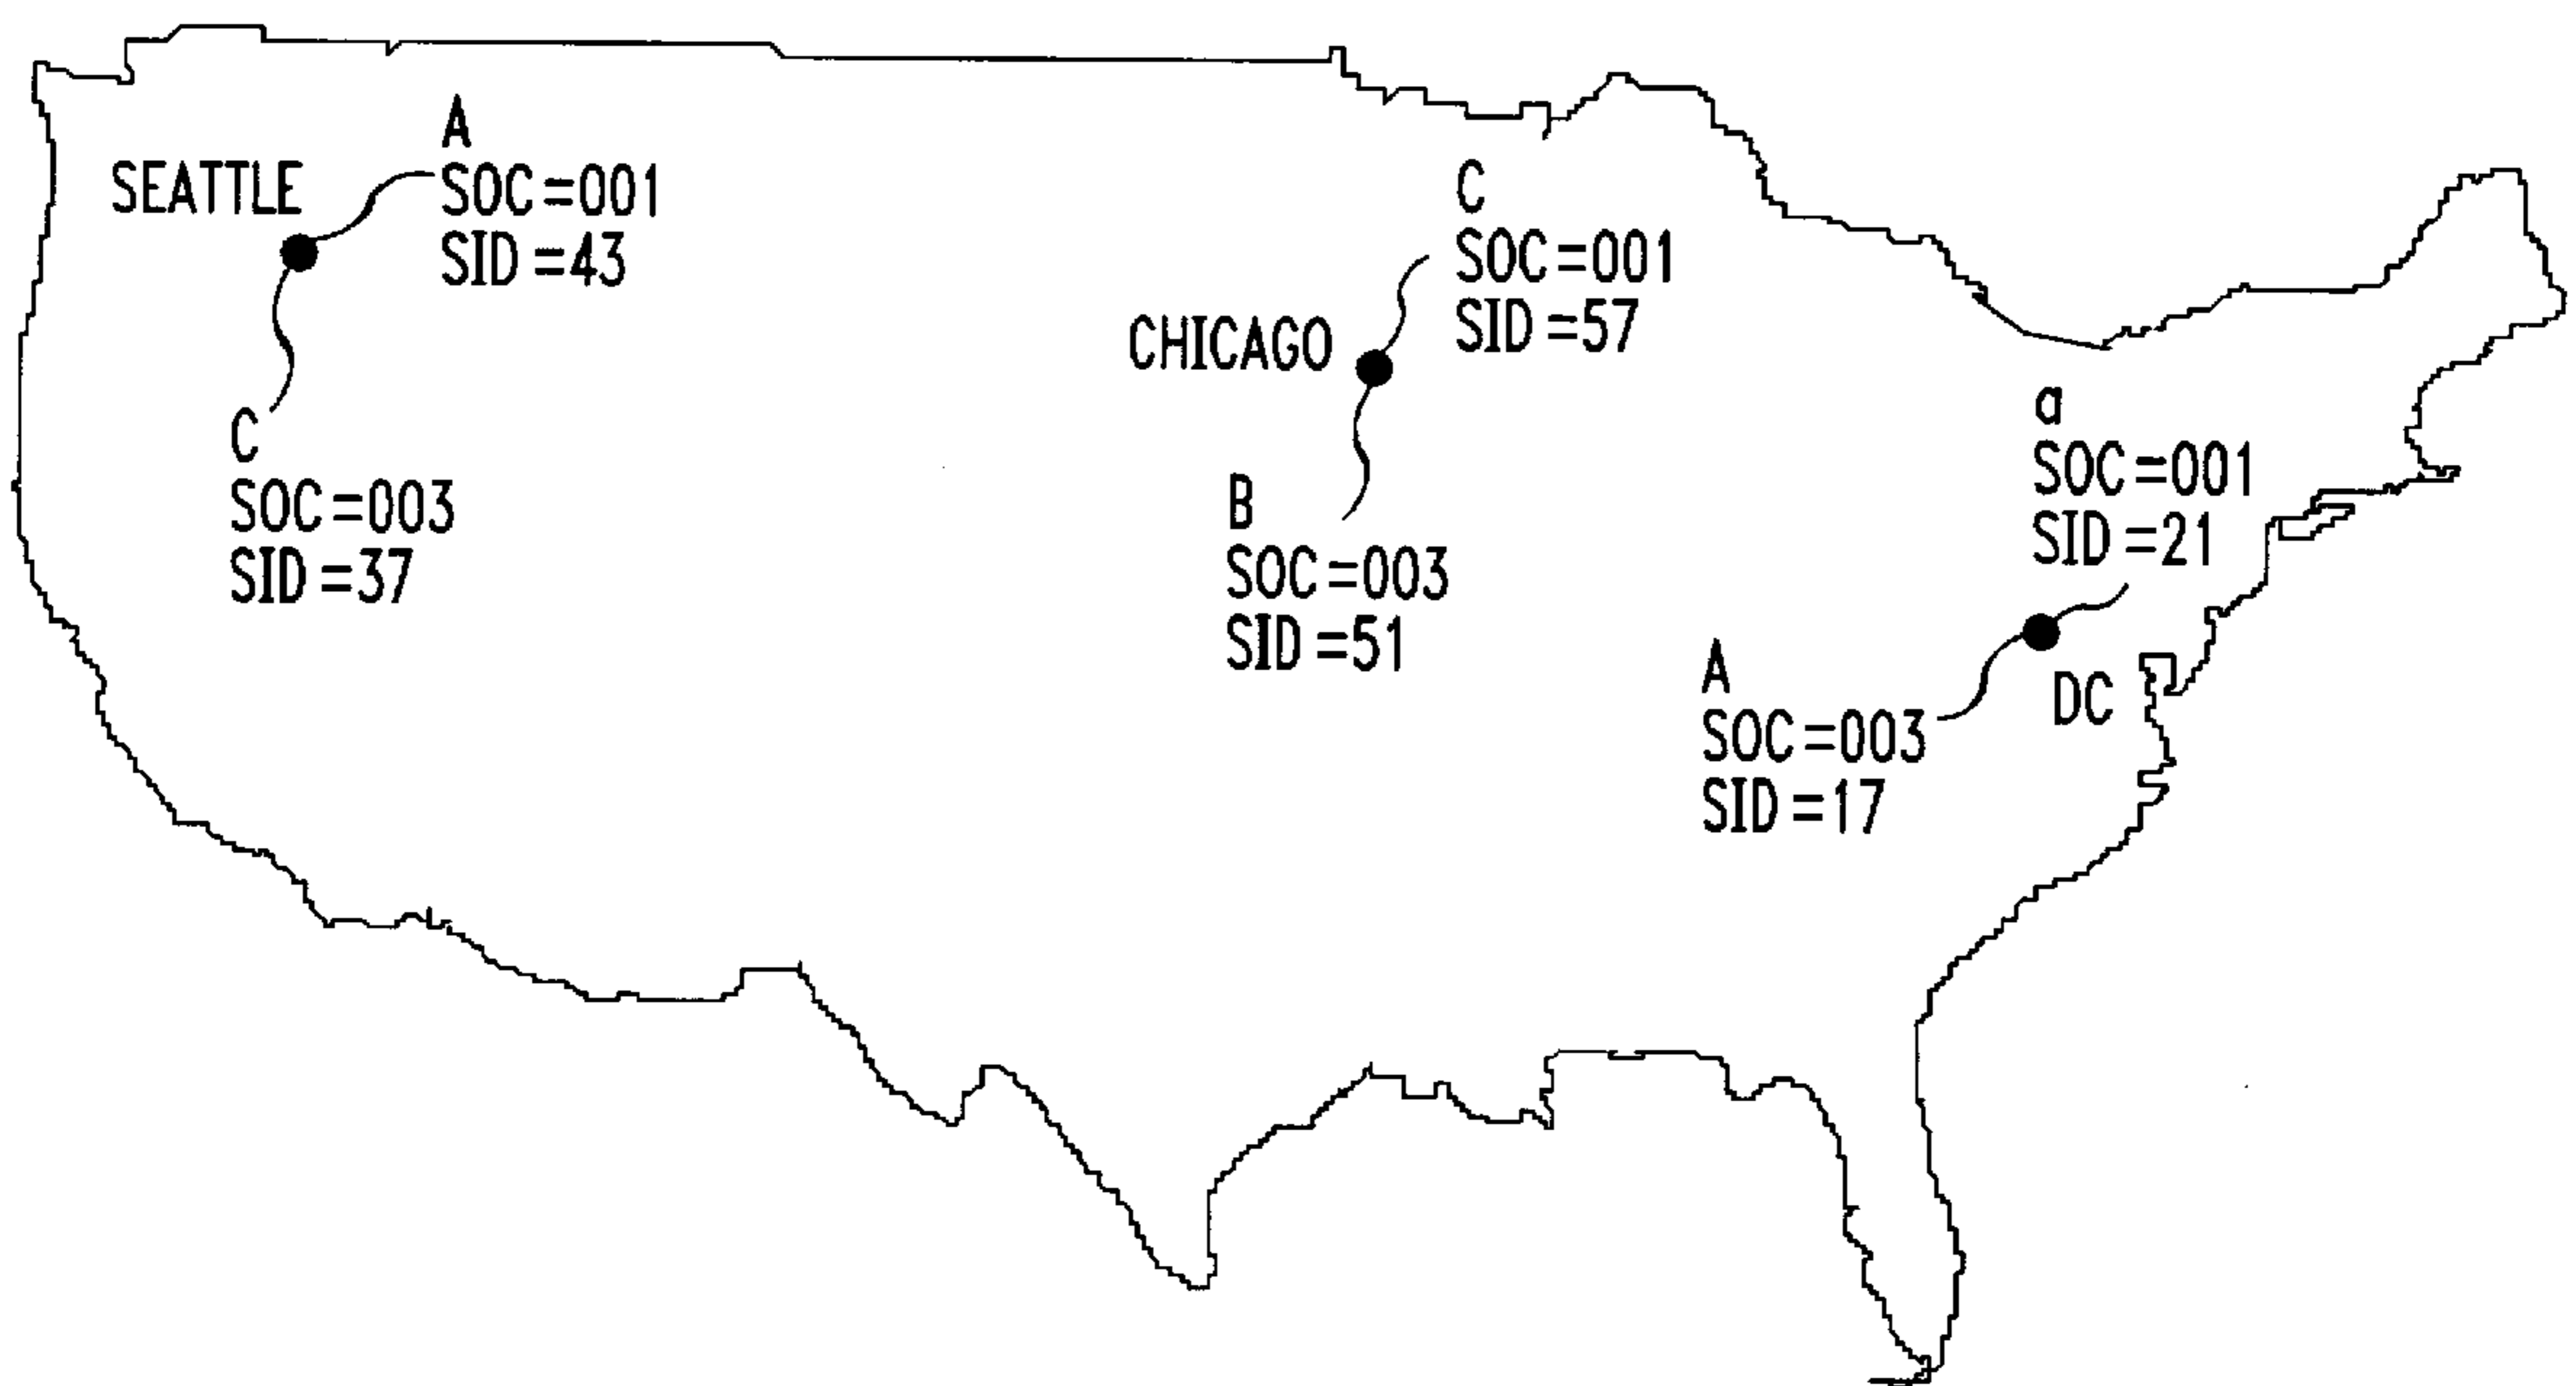 A
SEATTLE
SOC=001
SID=43
C
SOC=003
SID=37
C
SOC=001
SID=57
CHICAGO
B
SOC=003
SID=51
a
SOC=001
SID=21
A
SOC=003
SID=17
DC